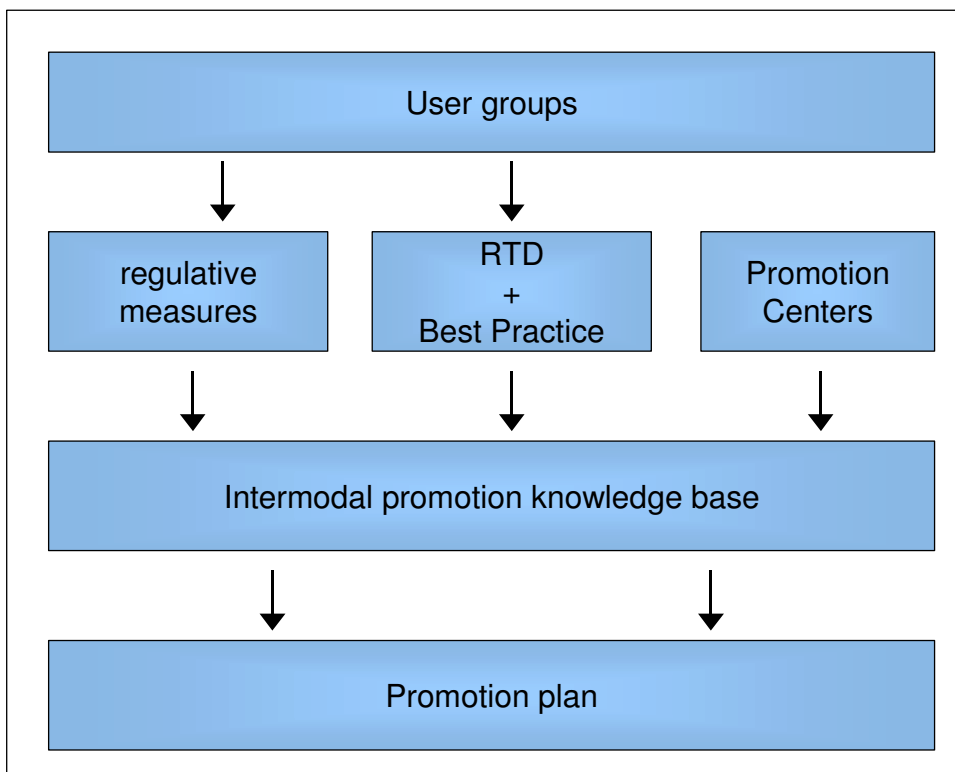 User groups
regulative
measures
RTD
+
Best Practice
Promotion
Centers
Intermodal promotion knowledge base
Promotion plan